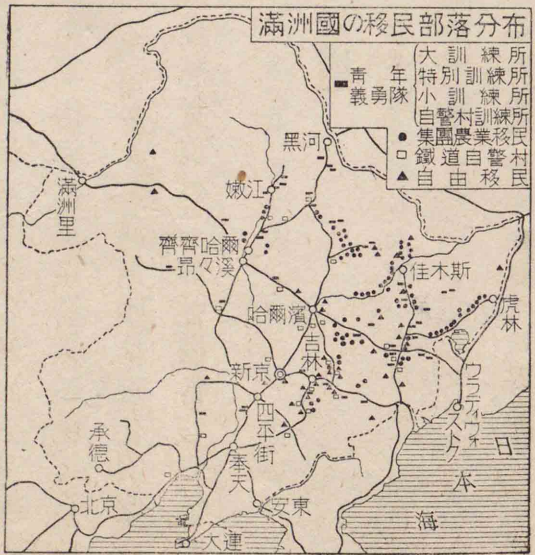 滿洲國の移民部落分布
靑年義勇隊
大訓練所
特別訓練所
小訓練所
自警村訓練所
集團農業移民
鐵道自警村
自由移民
黑河
滿洲里
嫩江
齊齊哈爾
昂々溪
佳木斯
哈爾濱
虎林
吉林
新京
ウラディヴォストク
四平街
承德
奉天
日本海
北京
安東
大連